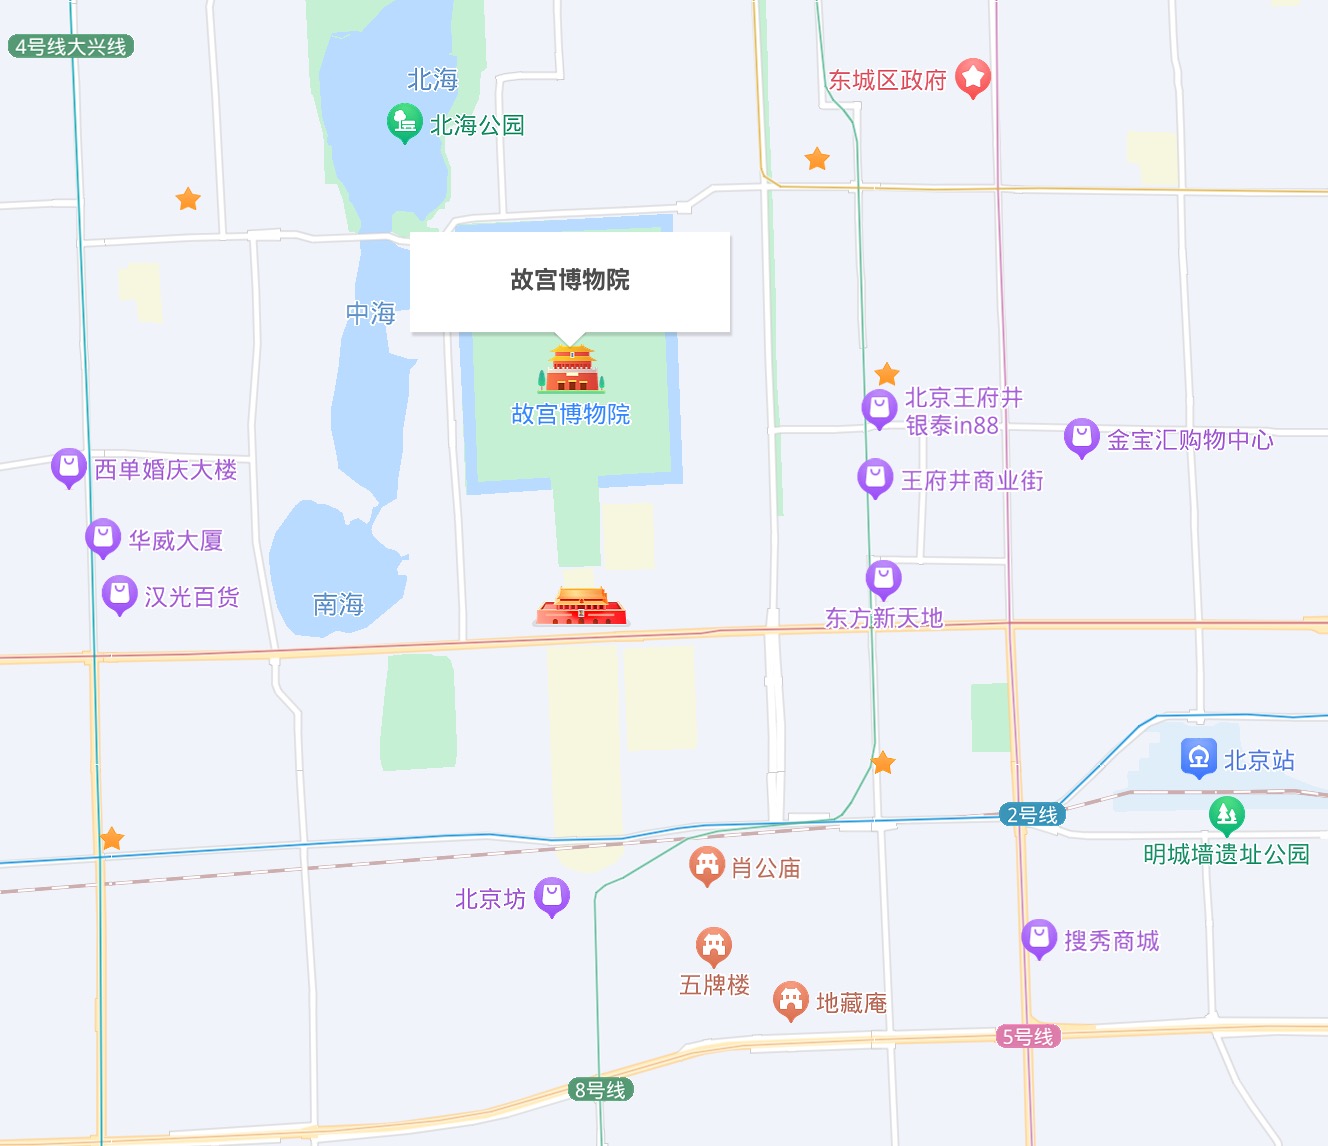 4号线大兴线
北海
东城区政府
北海公园
故宫博物院
中海
北京王府井
银泰in88
故宫博物院
金宝汇购物中心
西单婚庆大楼
王府井商业街
华威大厦
汉光百货
南海
东方新天地
北京站
2号线
明城墙遗址公园
肖公庙
北京坊
搜秀商城
五牌楼
地藏庵
5号线
8号线